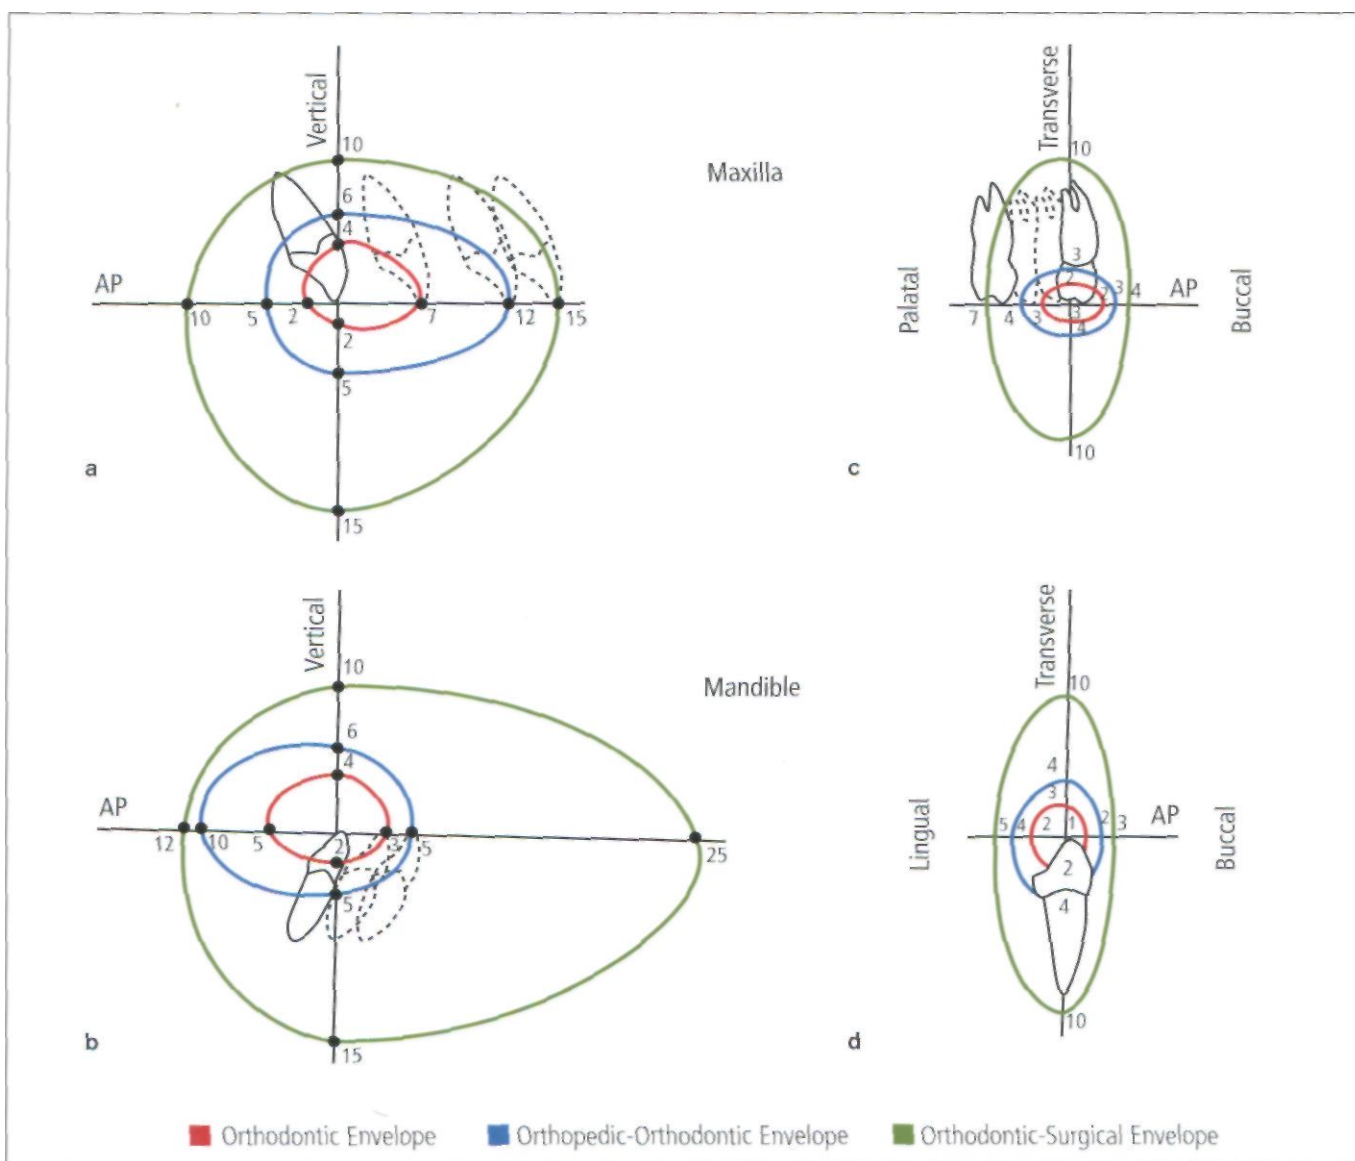 Vertical
10
6
4
AP
10 5 2 7 12 15
2
5
15
a
Maxilla
Transverse
10
3
2
2 3 4 AP
Palatal
Buccal
7 4 3 3
4
10
c
Vertical
10
6
4
AP
12 10 5 2 3 5 25
5
15
b
Mandible
Transverse
10
4
3
5 4 2 1 2 3 AP
Lingual
Buccal
2
4
10
d
Orthodontic Envelope
Orthopedic-Orthodontic Envelope
Orthodontic-Surgical Envelope